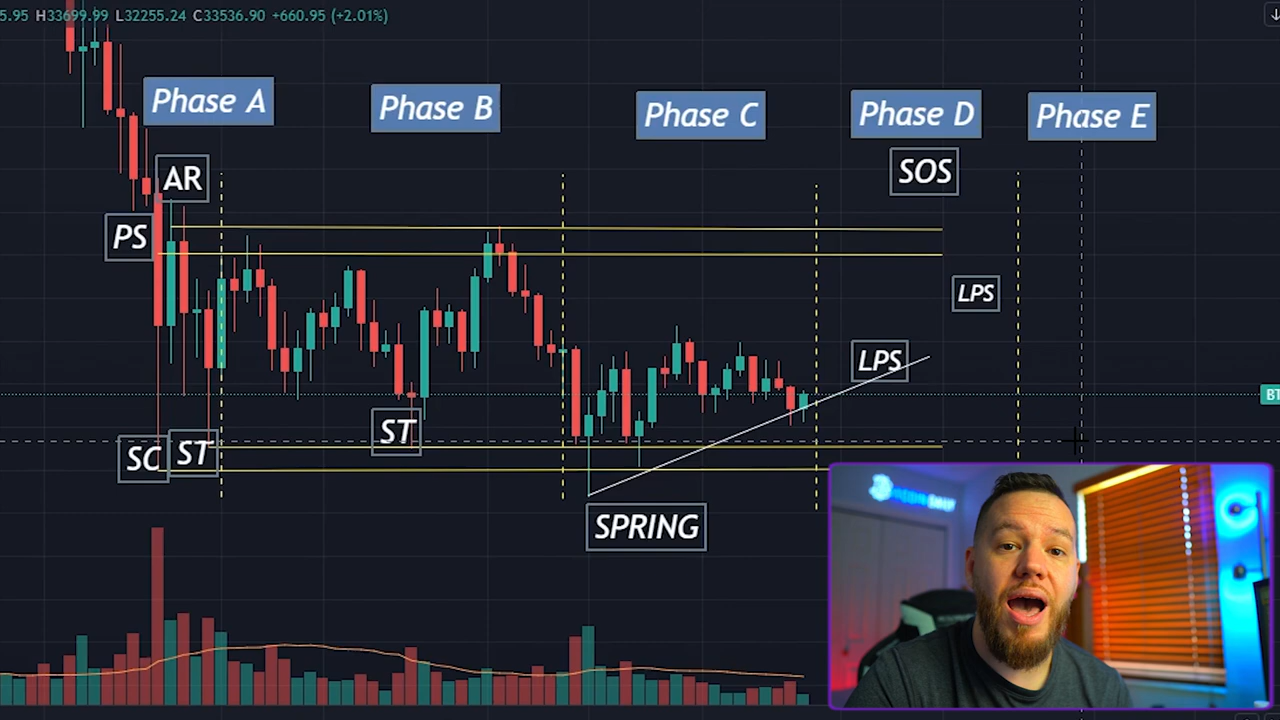 5.95 H33699.99 L32255.24 C33536.90 +660.95 (+2.01%)
Phase A
Phase B
Phase C
Phase D
Phase E
SOS
AR
PS
LPS
LPS
ST
SC
ST
BT
SPRING